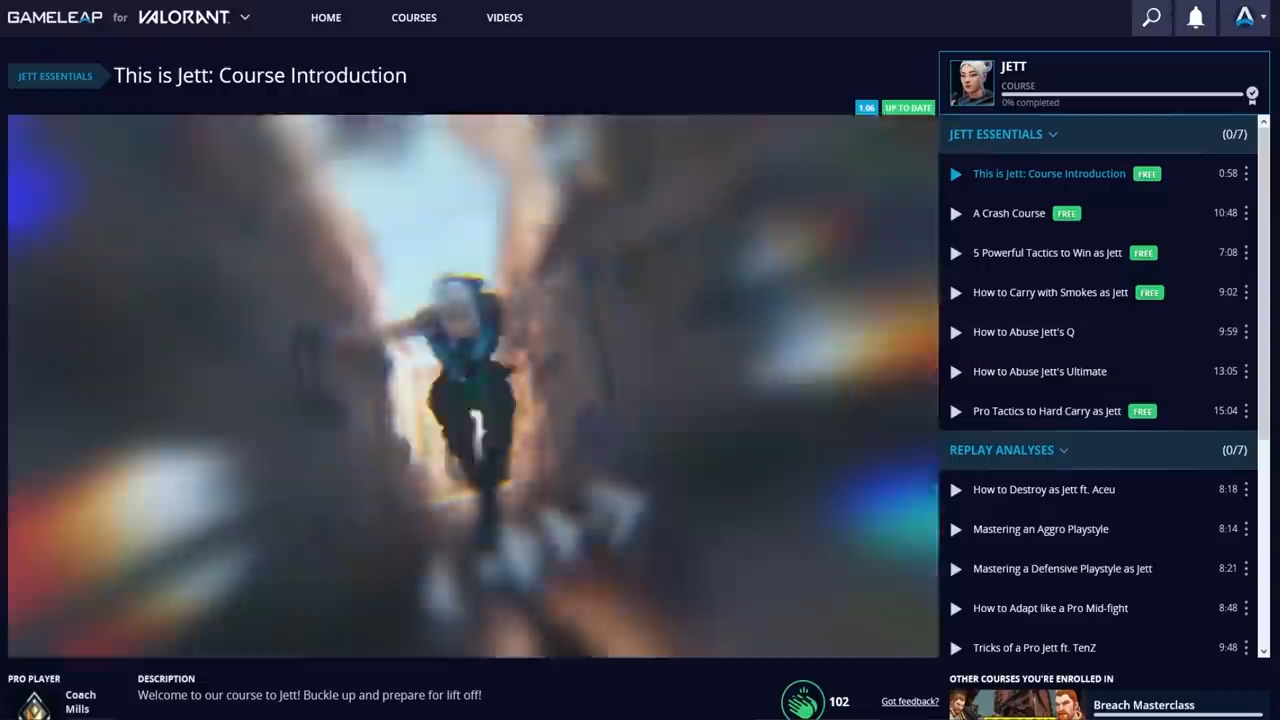 GAMELEAP for VALORANT
HOME
COURSES
VIDEOS
JETT ESSENTIALS
This is Jett: Course Introduction
1.06
UP TO DATE
JETT
COURSE
0% completed
JETT ESSENTIALS (0/7)
This is Jett: Course Introduction FREE 0:58
A Crash Course FREE 10:48
5 Powerful Tactics to Win as Jett FREE 7:08
How to Carry with Smokes as Jett FREE 9:02
How to Abuse Jett's Q 9:59
How to Abuse Jett's Ultimate 13:05
Pro Tactics to Hard Carry as Jett FREE 15:04
REPLAY ANALYSES (0/7)
How to Destroy as Jett ft. Aceu 8:18
Mastering an Aggro Playstyle 8:14
Mastering a Defensive Playstyle as Jett 8:21
How to Adapt like a Pro Mid-fight 8:48
Tricks of a Pro Jett ft. TenZ 9:48
PRO PLAYER
Coach
Mills
DESCRIPTION
Welcome to our course to Jett! Buckle up and prepare for lift off!
102
Got feedback?
OTHER COURSES YOU'RE ENROLLED IN
Breach Masterclass